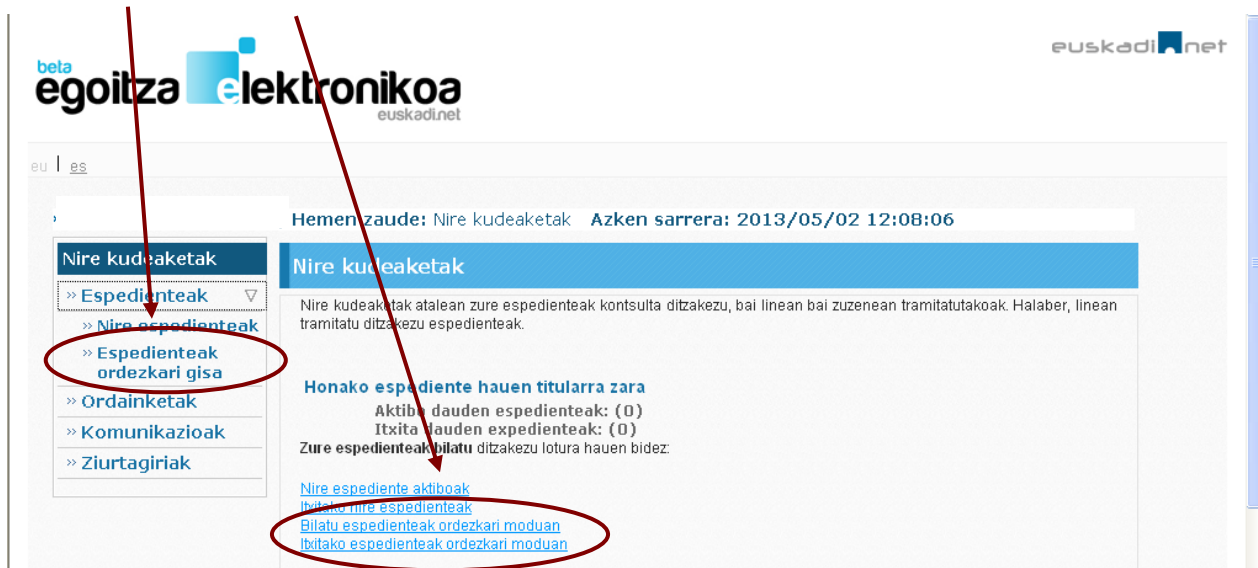 euskadi net
beta
egoitza elektronikoa
euskadi.net
eu | es
Hemen zaude: Nire kudeaketak Azken sarrera: 2013/05/02 12:08:06
Nire kudeaketak
» Espedienteak
» Nire espedienteak
» Espedienteak
ordezkari gisa
» Ordainketak
» Komunikazioak
» Ziurtagiriak
Nire kudeaketak
Nire kudeaketak atalean zure espedienteak kontsulta ditzakezu, bai linean bai zuzenean tramitatutakoak. Halaber, linean
tramitatu ditzakezu espedienteak.
Honako espediente hauen titularra zara
Aktibo dauden espedienteak: (0)
Itxita dauden expedienteak: (0)
Zure espedienteak bilatu ditzakezu lotura hauen bidez:
Nire espediente aktiboak
Itxitako nire espedienteak
Bilatu espedienteak ordezkari moduan
Itxitako espedienteak ordezkari moduan